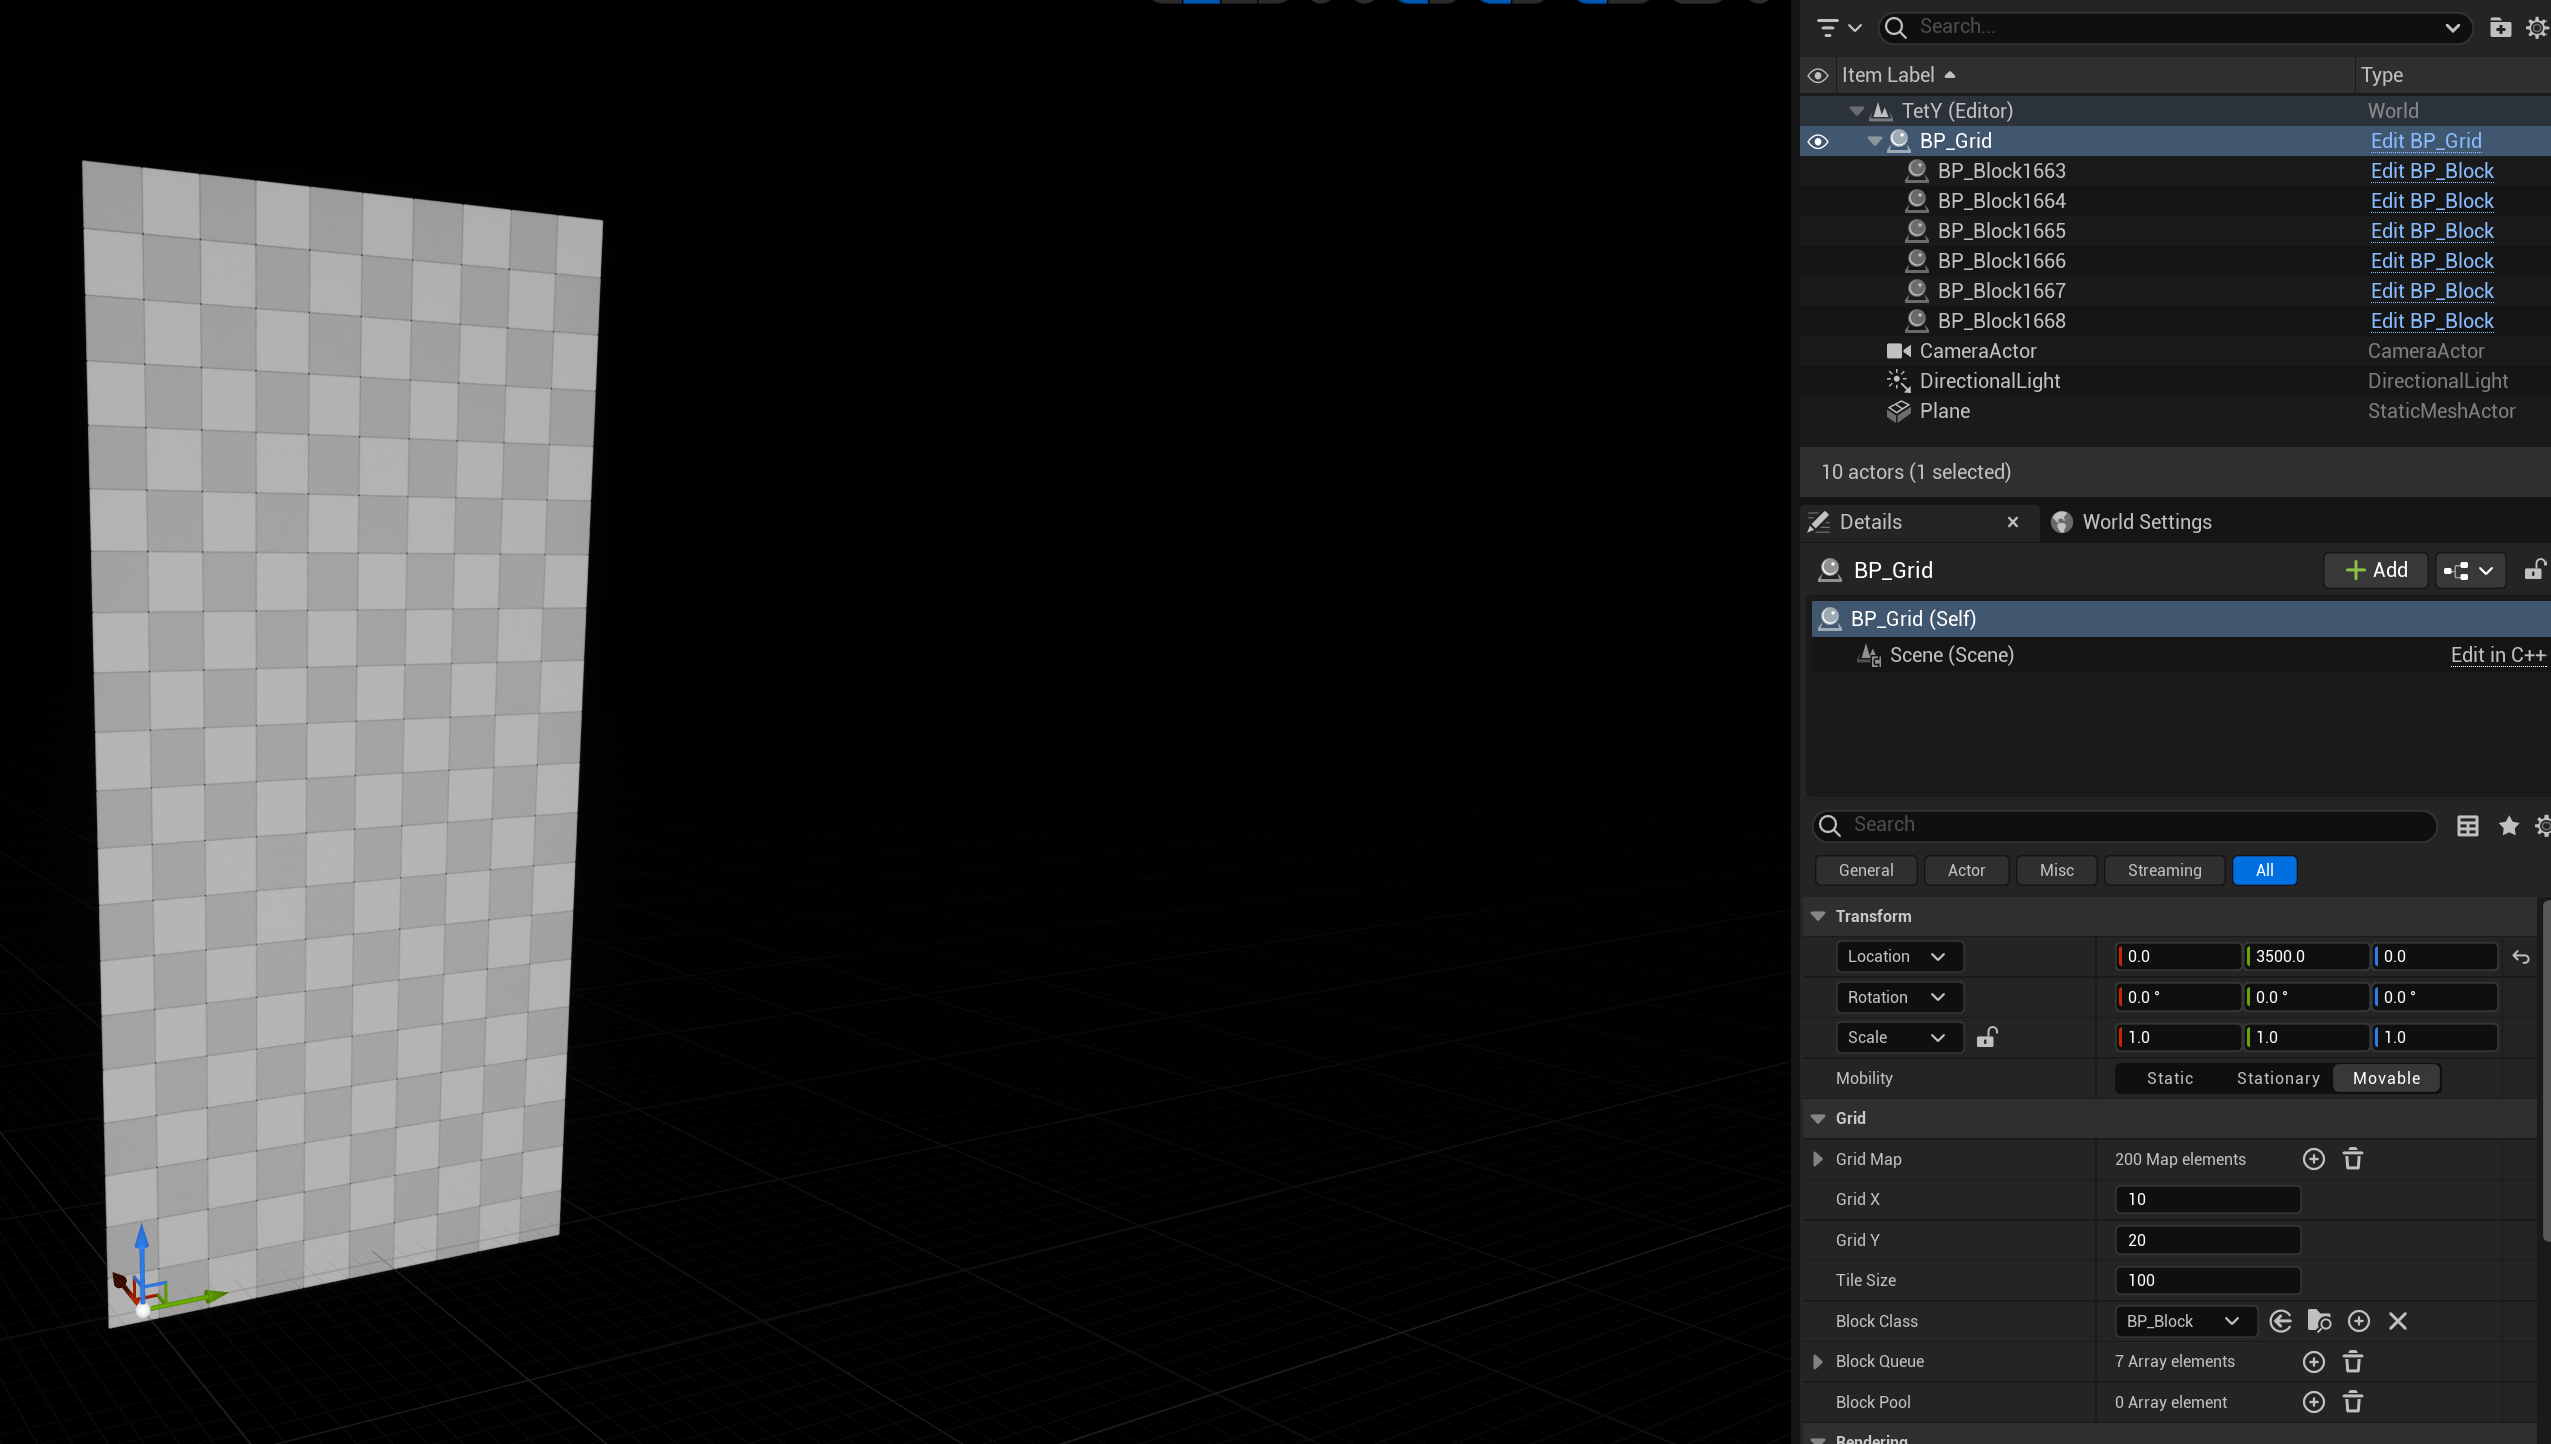 Search...
Item Label Type
TetY (Editor) World
BP_Grid Edit BP_Grid
BP_Block1663 Edit BP_Block
BP_Block1664 Edit BP_Block
BP_Block1665 Edit BP_Block
BP_Block1666 Edit BP_Block
BP_Block1667 Edit BP_Block
BP_Block1668 Edit BP_Block
CameraActor CameraActor
DirectionalLight DirectionalLight
Plane StaticMeshActor
10 actors (1 selected)
Details World Settings
BP_Grid Add
BP_Grid (Self)
Scene (Scene) Edit in C++
Search
General Actor Misc Streaming All
Transform
Location 0.0 3500.0 0.0
Rotation 0.0 ° 0.0 ° 0.0 °
Scale 1.0 1.0 1.0
Mobility Static Stationary Movable
Grid
Grid Map 200 Map elements
Grid X 10
Grid Y 20
Tile Size 100
Block Class BP_Block
Block Queue 7 Array elements
Block Pool 0 Array element
Rendering